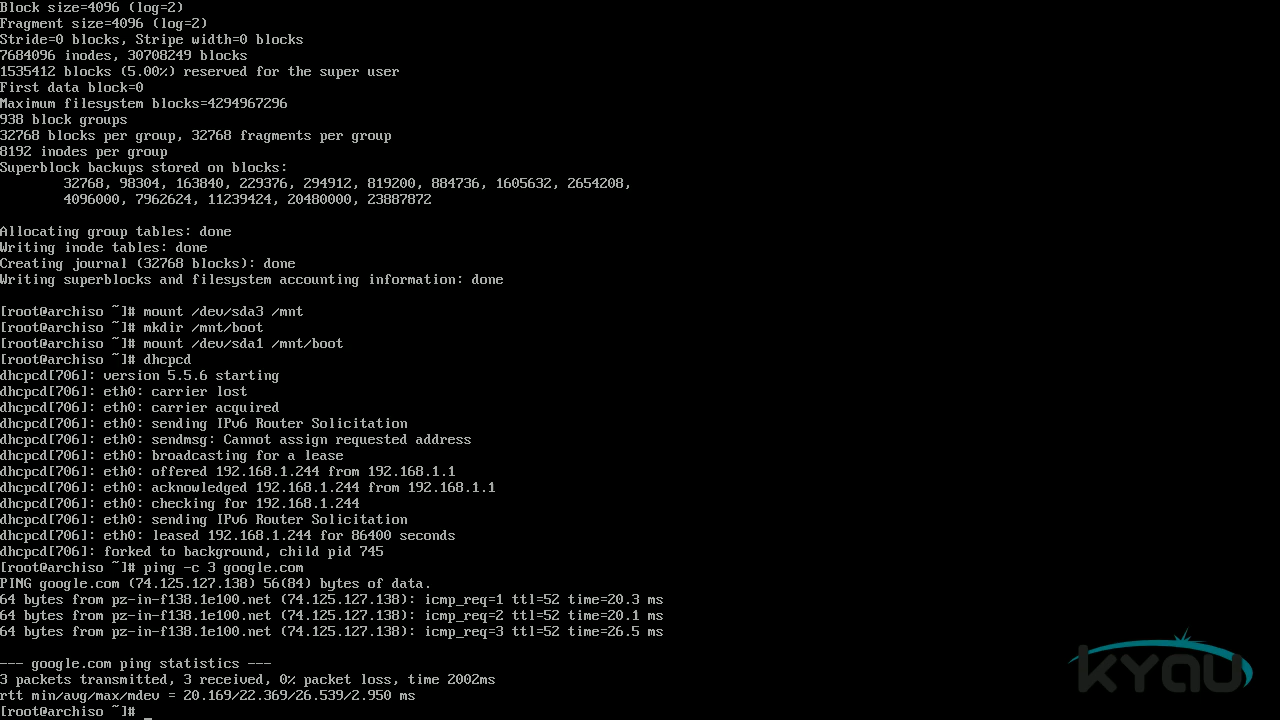 Block size=4096 (log=2)
Fragment size=4096 (log=2)
Stride=0 blocks, Stripe width=0 blocks
7684096 inodes, 30708249 blocks
1535412 blocks (5.00%) reserved for the super user
First data block=0
Maximum filesystem blocks=4294967296
938 block groups
32768 blocks per group, 32768 fragments per group
8192 inodes per group
Superblock backups stored on blocks:
32768, 98304, 163840, 229376, 294912, 819200, 884736, 1605632, 2654208,
4096000, 7962624, 11239424, 20480000, 23887872
Allocating group tables: done
Writing inode tables: done
Creating journal (32768 blocks): done
Writing superblocks and filesystem accounting information: done
[root@archiso ~]# mount /dev/sda3 /mnt
[root@archiso ~]# mkdir /mnt/boot
[root@archiso ~]# mount /dev/sda1 /mnt/boot
[root@archiso ~]# dhcpcd
dhcpcd[706]: version 5.5.6 starting
dhcpcd[706]: eth0: carrier lost
dhcpcd[706]: eth0: carrier acquired
dhcpcd[706]: eth0: sending IPv6 Router Solicitation
dhcpcd[706]: eth0: sendmsg: Cannot assign requested address
dhcpcd[706]: eth0: broadcasting for a lease
dhcpcd[706]: eth0: offered 192.168.1.244 from 192.168.1.1
dhcpcd[706]: eth0: acknowledged 192.168.1.244 from 192.168.1.1
dhcpcd[706]: eth0: checking for 192.168.1.244
dhcpcd[706]: eth0: sending IPv6 Router Solicitation
dhcpcd[706]: eth0: leased 192.168.1.244 for 86400 seconds
dhcpcd[706]: forked to background, child pid 745
[root@archiso ~]# ping -c 3 google.com
PING google.com (74.125.127.138) 56(84) bytes of data.
64 bytes from pz-in-f138.1e100.net (74.125.127.138): icmp_req=1 ttl=52 time=20.3 ms
64 bytes from pz-in-f138.1e100.net (74.125.127.138): icmp_req=2 ttl=52 time=20.1 ms
64 bytes from pz-in-f138.1e100.net (74.125.127.138): icmp_req=3 ttl=52 time=26.5 ms
--- google.com ping statistics ---
3 packets transmitted, 3 received, 0% packet loss, time 2002ms
rtt min/avg/max/mdev = 20.169/22.369/26.539/2.950 ms
[root@archiso ~]# _
kyau